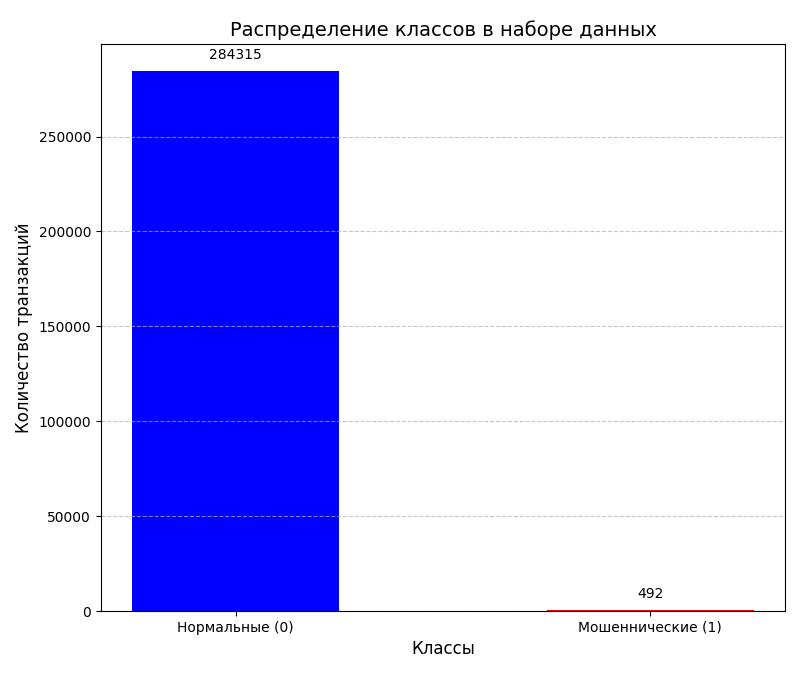 Распределение классов в наборе данных
284315
250000
200000
150000
100000
50000
0
Количество транзакций
492
Нормальные (0)
Мошеннические (1)
Классы